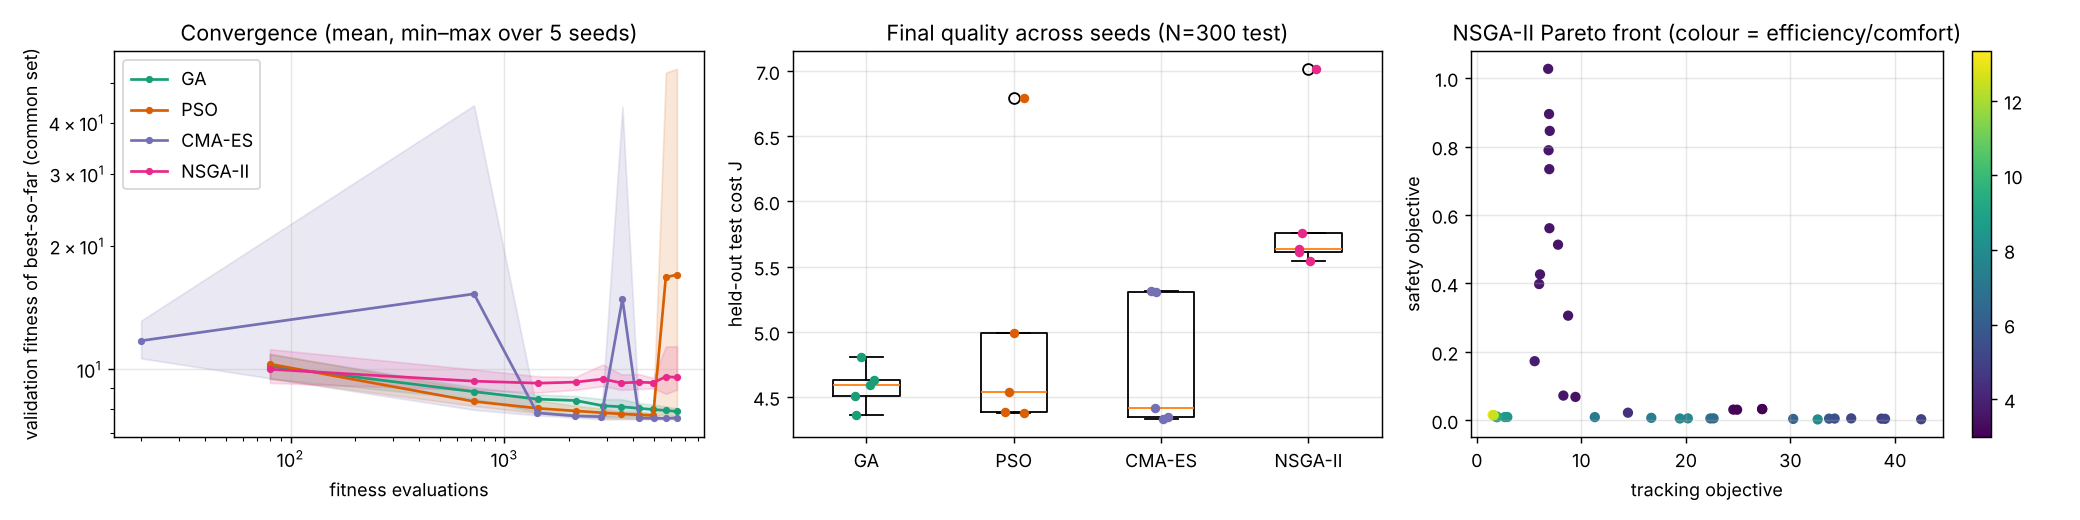 Convergence (mean, min–max over 5 seeds)
validation fitness of best-so-far (common set)
4 × 10¹
3 × 10¹
2 × 10¹
10¹
GA
PSO
CMA-ES
NSGA-II
10²
10³
fitness evaluations
Final quality across seeds (N=300 test)
held-out test cost J
7.0
6.5
6.0
5.5
5.0
4.5
GA
PSO
CMA-ES
NSGA-II
NSGA-II Pareto front (colour = efficiency/comfort)
safety objective
1.0
0.8
0.6
0.4
0.2
0.0
0
10
20
30
40
tracking objective
12
10
8
6
4